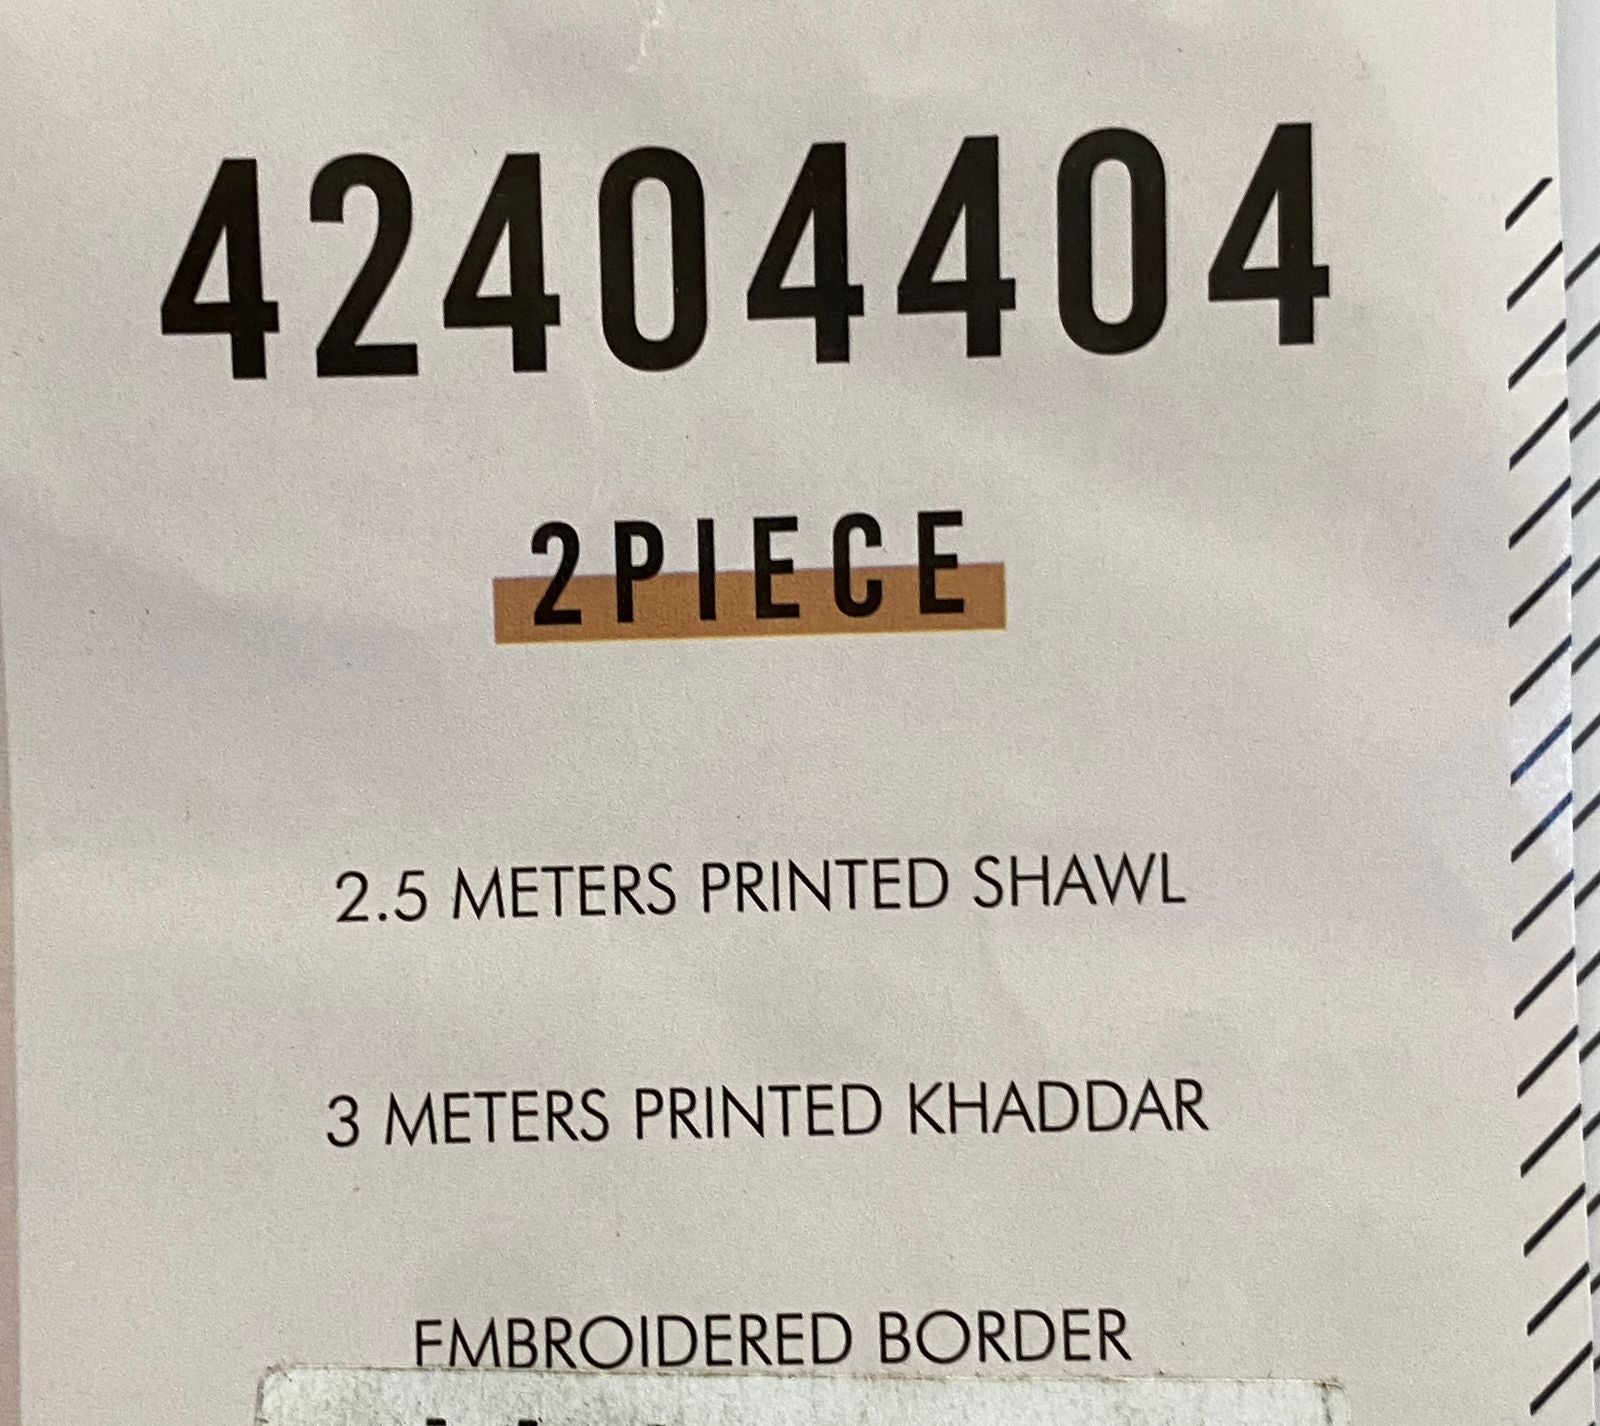 42404404
2PIECE
2.5 METERS PRINTED SHAWL
3 METERS PRINTED KHADDAR
EMBROIDERED BORDER